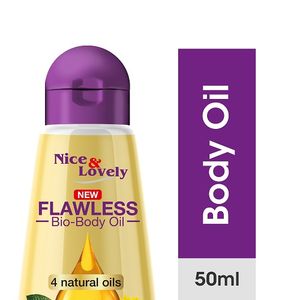 Nice &
Lovely
NEW
FLAWLESS
Bio-Body Oil
4 natural oils
Body Oil
50ml